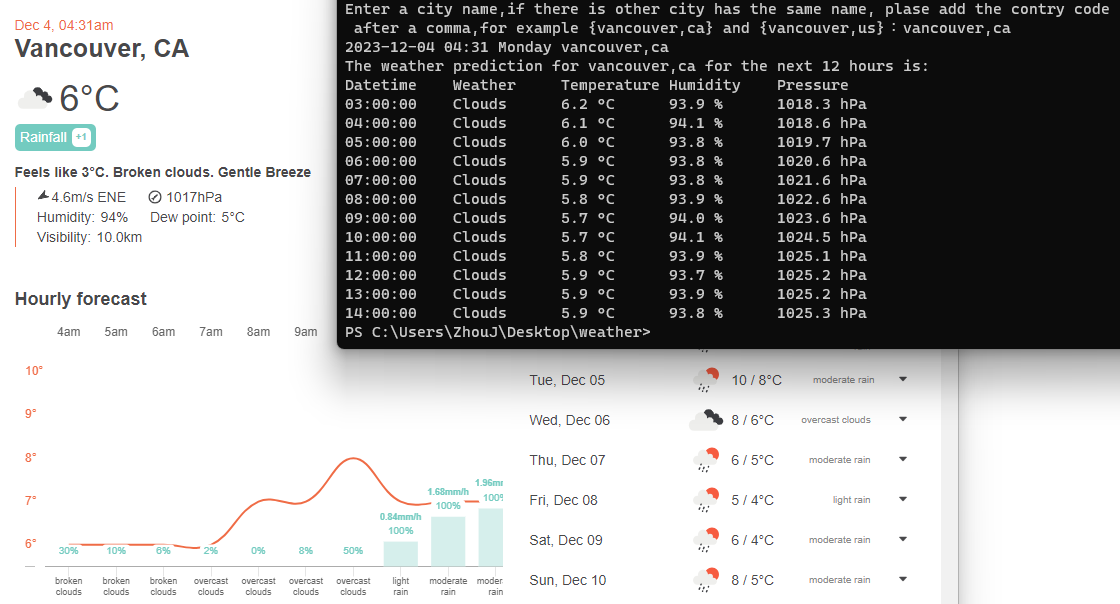 Dec 4, 04:31am
Vancouver, CA
6°C
Rainfall +1
Feels like 3°C. Broken clouds. Gentle Breeze
4.6m/s ENE 1017hPa
Humidity: 94% Dew point: 5°C
Visibility: 10.0km
Hourly forecast
4am 5am 6am 7am 8am 9am
10°
9°
8°
7°
6°
0.84mm/h 1.68mm/h 1.96mm
100% 100% 100%
30% 10% 6% 2% 0% 8% 50%
broken clouds broken clouds broken clouds overcast clouds overcast clouds overcast clouds overcast clouds light rain moderate rain moderate rain
Enter a city name,if there is other city has the same name, plase add the contry code
after a comma,for example {vancouver,ca} and {vancouver,us}：vancouver,ca
2023-12-04 04:31 Monday vancouver,ca
The weather prediction for vancouver,ca for the next 12 hours is:
Datetime Weather Temperature Humidity Pressure
03:00:00 Clouds 6.2 °C 93.9 % 1018.3 hPa
04:00:00 Clouds 6.1 °C 94.1 % 1018.6 hPa
05:00:00 Clouds 6.0 °C 93.8 % 1019.7 hPa
06:00:00 Clouds 5.9 °C 93.8 % 1020.6 hPa
07:00:00 Clouds 5.9 °C 93.8 % 1021.6 hPa
08:00:00 Clouds 5.8 °C 93.9 % 1022.6 hPa
09:00:00 Clouds 5.7 °C 94.0 % 1023.6 hPa
10:00:00 Clouds 5.7 °C 94.1 % 1024.5 hPa
11:00:00 Clouds 5.8 °C 93.9 % 1025.1 hPa
12:00:00 Clouds 5.9 °C 93.7 % 1025.2 hPa
13:00:00 Clouds 5.9 °C 93.9 % 1025.2 hPa
14:00:00 Clouds 5.9 °C 93.8 % 1025.3 hPa
PS C:\Users\ZhouJ\Desktop\weather>
Tue, Dec 05 10 / 8°C moderate rain
Wed, Dec 06 8 / 6°C overcast clouds
Thu, Dec 07 6 / 5°C moderate rain
Fri, Dec 08 5 / 4°C light rain
Sat, Dec 09 6 / 4°C moderate rain
Sun, Dec 10 8 / 5°C moderate rain